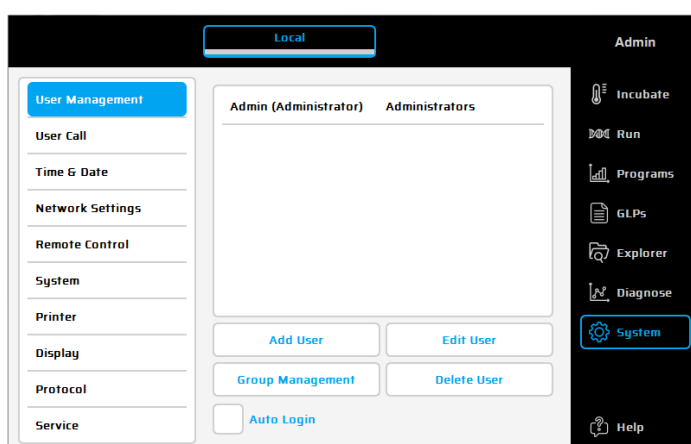 Local
Admin
User Management
User Call
Time & Date
Network Settings
Remote Control
System
Printer
Display
Protocol
Service
Admin (Administrator) Administrators
Add User
Edit User
Group Management
Delete User
Auto Login
Incubate
Run
Programs
GLPs
Explorer
Diagnose
System
Help